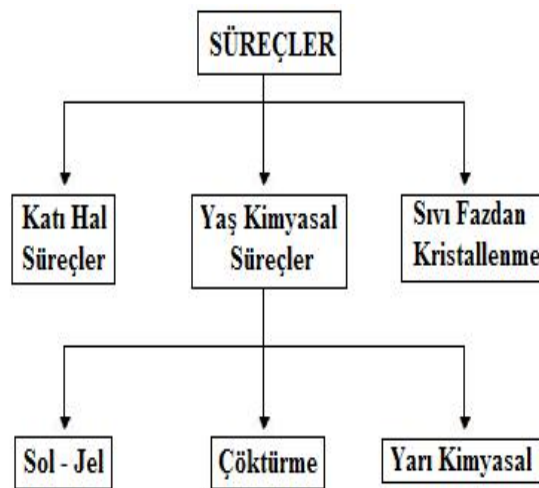 SÜREÇLER
Katı Hal
Süreçler
Yaş Kimyasal
Süreçler
Sıvı Fazdan
Kristallenme
Sol - Jel
Çöktürme
Yarı Kimyasal